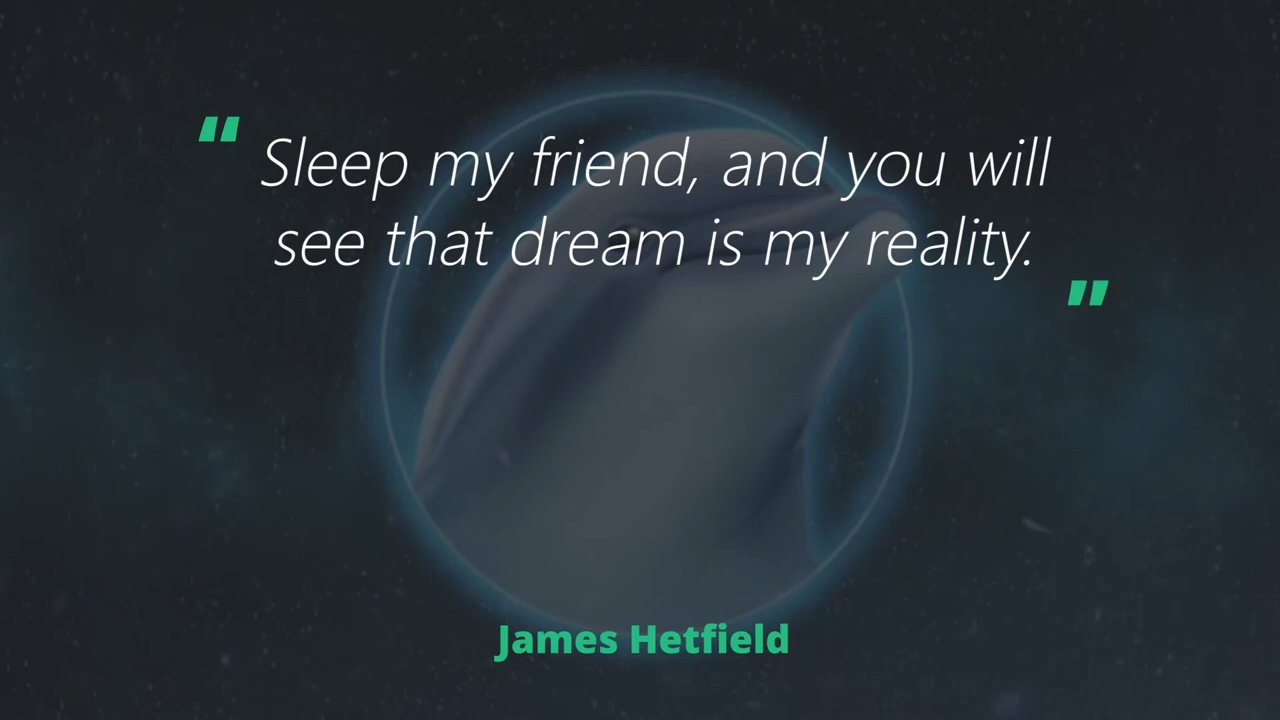 " Sleep my friend, and you will
see that dream is my reality. "
James Hetfield